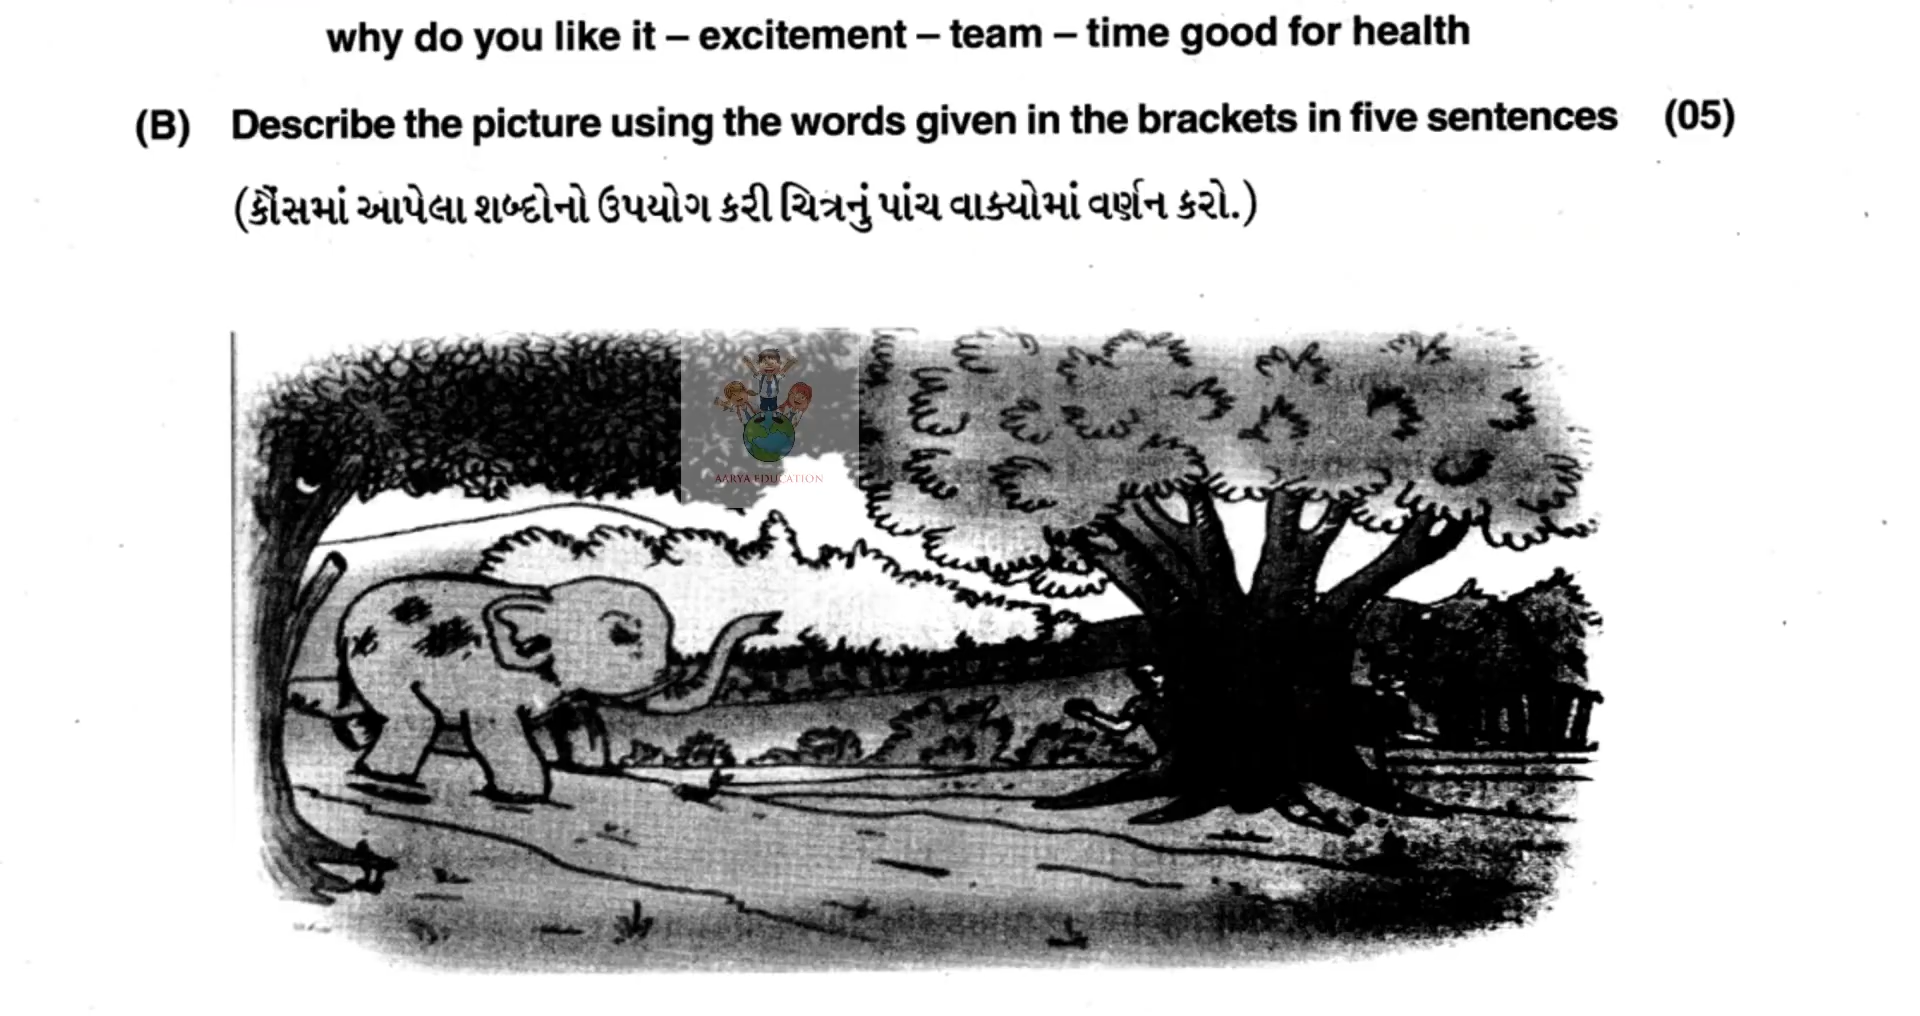 why do you like it – excitement – team – time good for health
(B) Describe the picture using the words given in the brackets in five sentences (05)
(કૌંસમાં આપેલા શબ્દોનો ઉપયોગ કરી ચિત્રનું પાંચ વાક્યોમાં વર્ણન કરો.)
AARYA EDUCATION